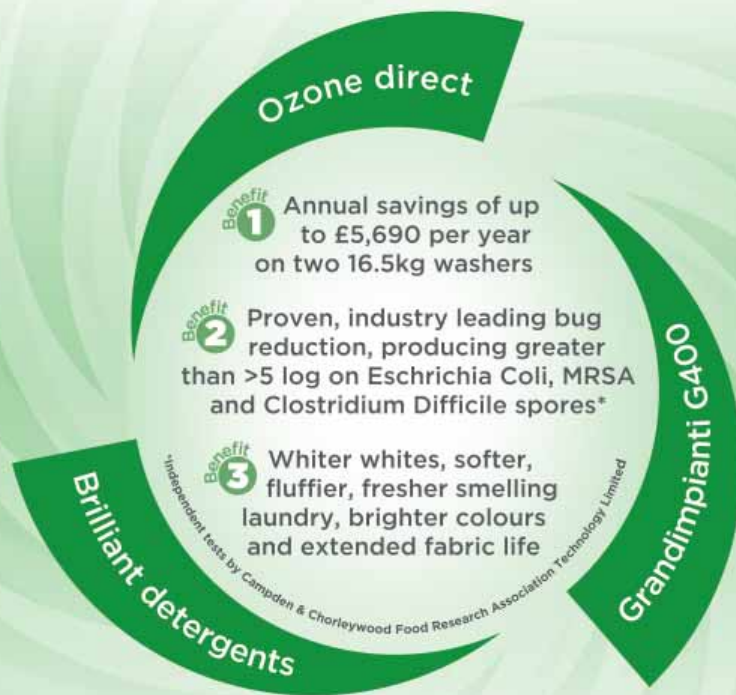 Ozone direct
Benefit 1
Annual savings of up
to £5,690 per year
on two 16.5kg washers
Benefit 2
Proven, industry leading bug
reduction, producing greater
than >5 log on Eschrichia Coli, MRSA
and Clostridium Difficile spores*
Benefit 3
Whiter whites, softer,
fluffier, fresher smelling
laundry, brighter colours
and extended fabric life
*Independent tests by Campden & Chorleywood Food Research Association Technology Limited
Grandimpianti G400
Brilliant detergents